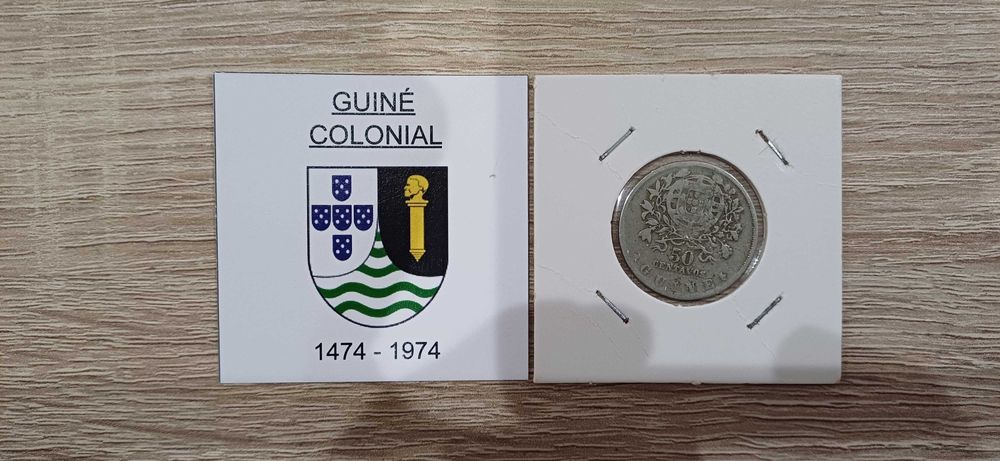 GUINÉ
COLONIAL
1474 - 1974
50
CENTAVOS
GUINÉ